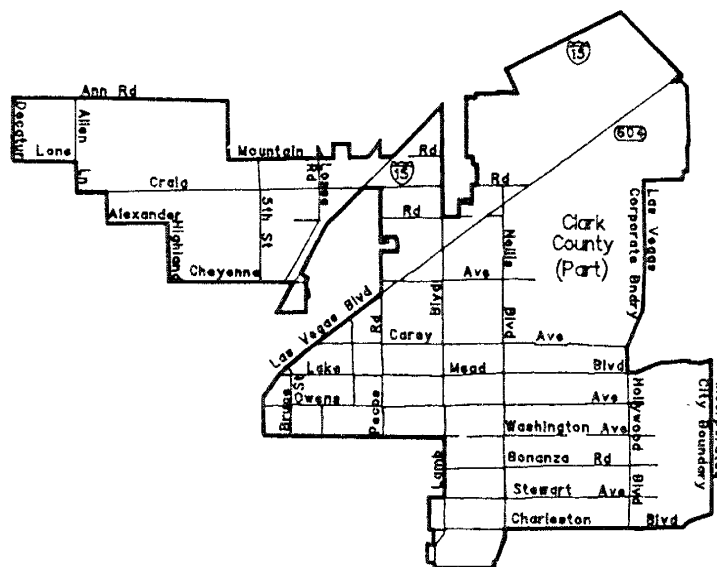 15
Ann Rd
604
Decatur
Allen
Ln
Lone
Mountain
Rd
15
Losee
Rd
Craig
Rd
5th St
Alexander
Rd
Highland
Cheyenne
Ave
Clark
County
(Part)
Las Vegas
Corporate Bndry
Nellis
Blvd
Blvd
Las Vegas Blvd
Rd
Carey
Ave
Lake
Mead
Blvd
Bruce
St
Owens
Ave
Pecos
Washington Ave
Hollywood
Blvd
City Boundary
Bonanza Rd
Lamb
Stewart Ave
Charleston Blvd